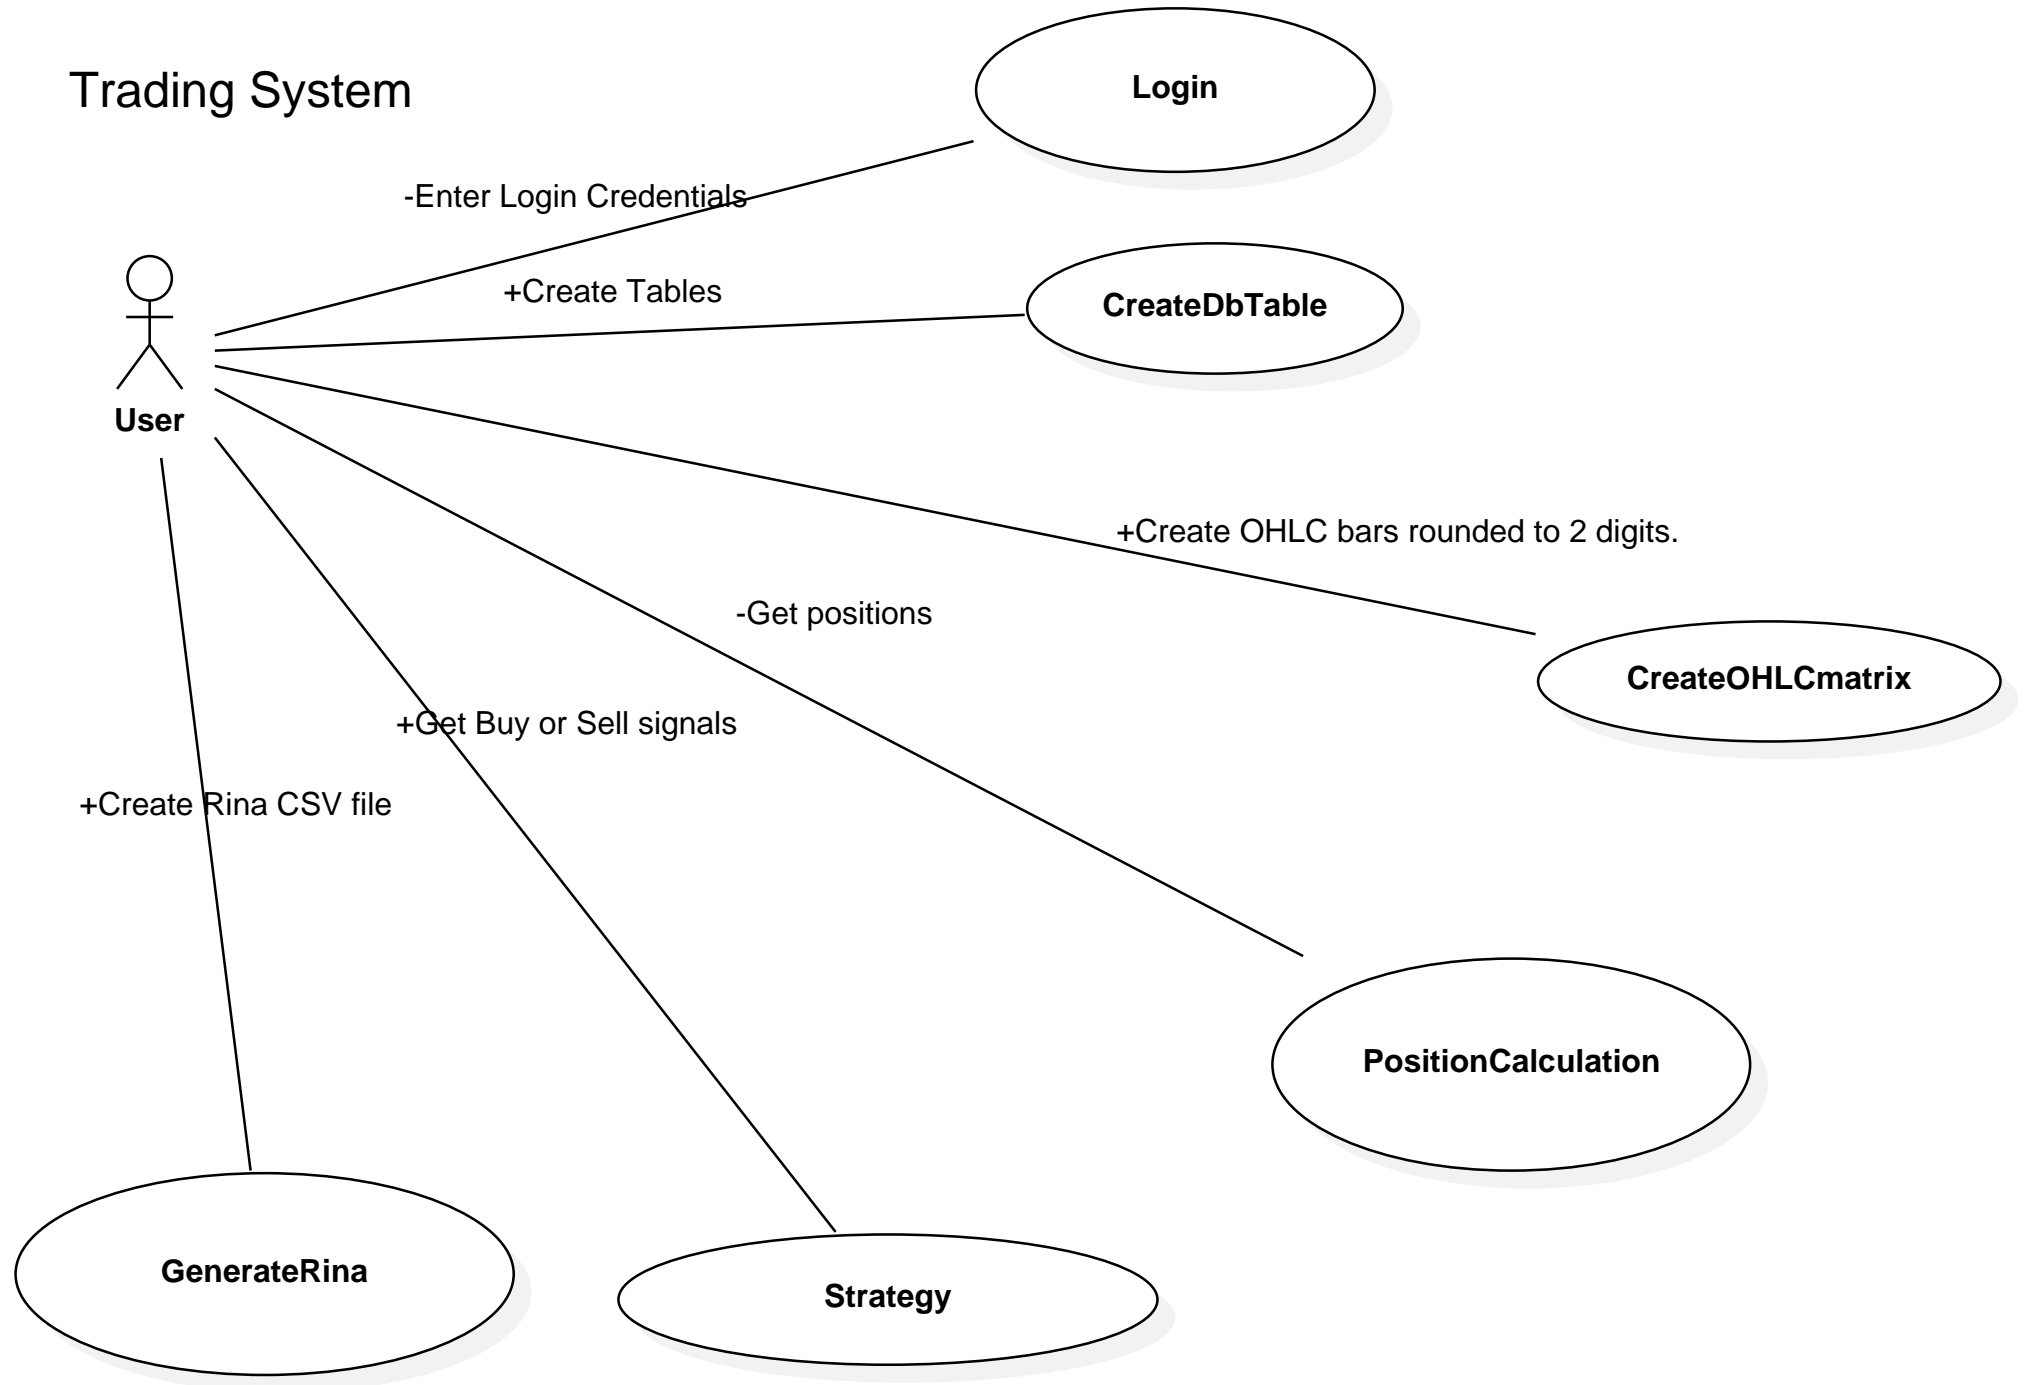 Trading System
Login
-Enter Login Credentials
+Create Tables
CreateDbTable
User
+Create OHLC bars rounded to 2 digits.
-Get positions
CreateOHLCmatrix
+Get Buy or Sell signals
+Create Rina CSV file
PositionCalculation
GenerateRina
Strategy